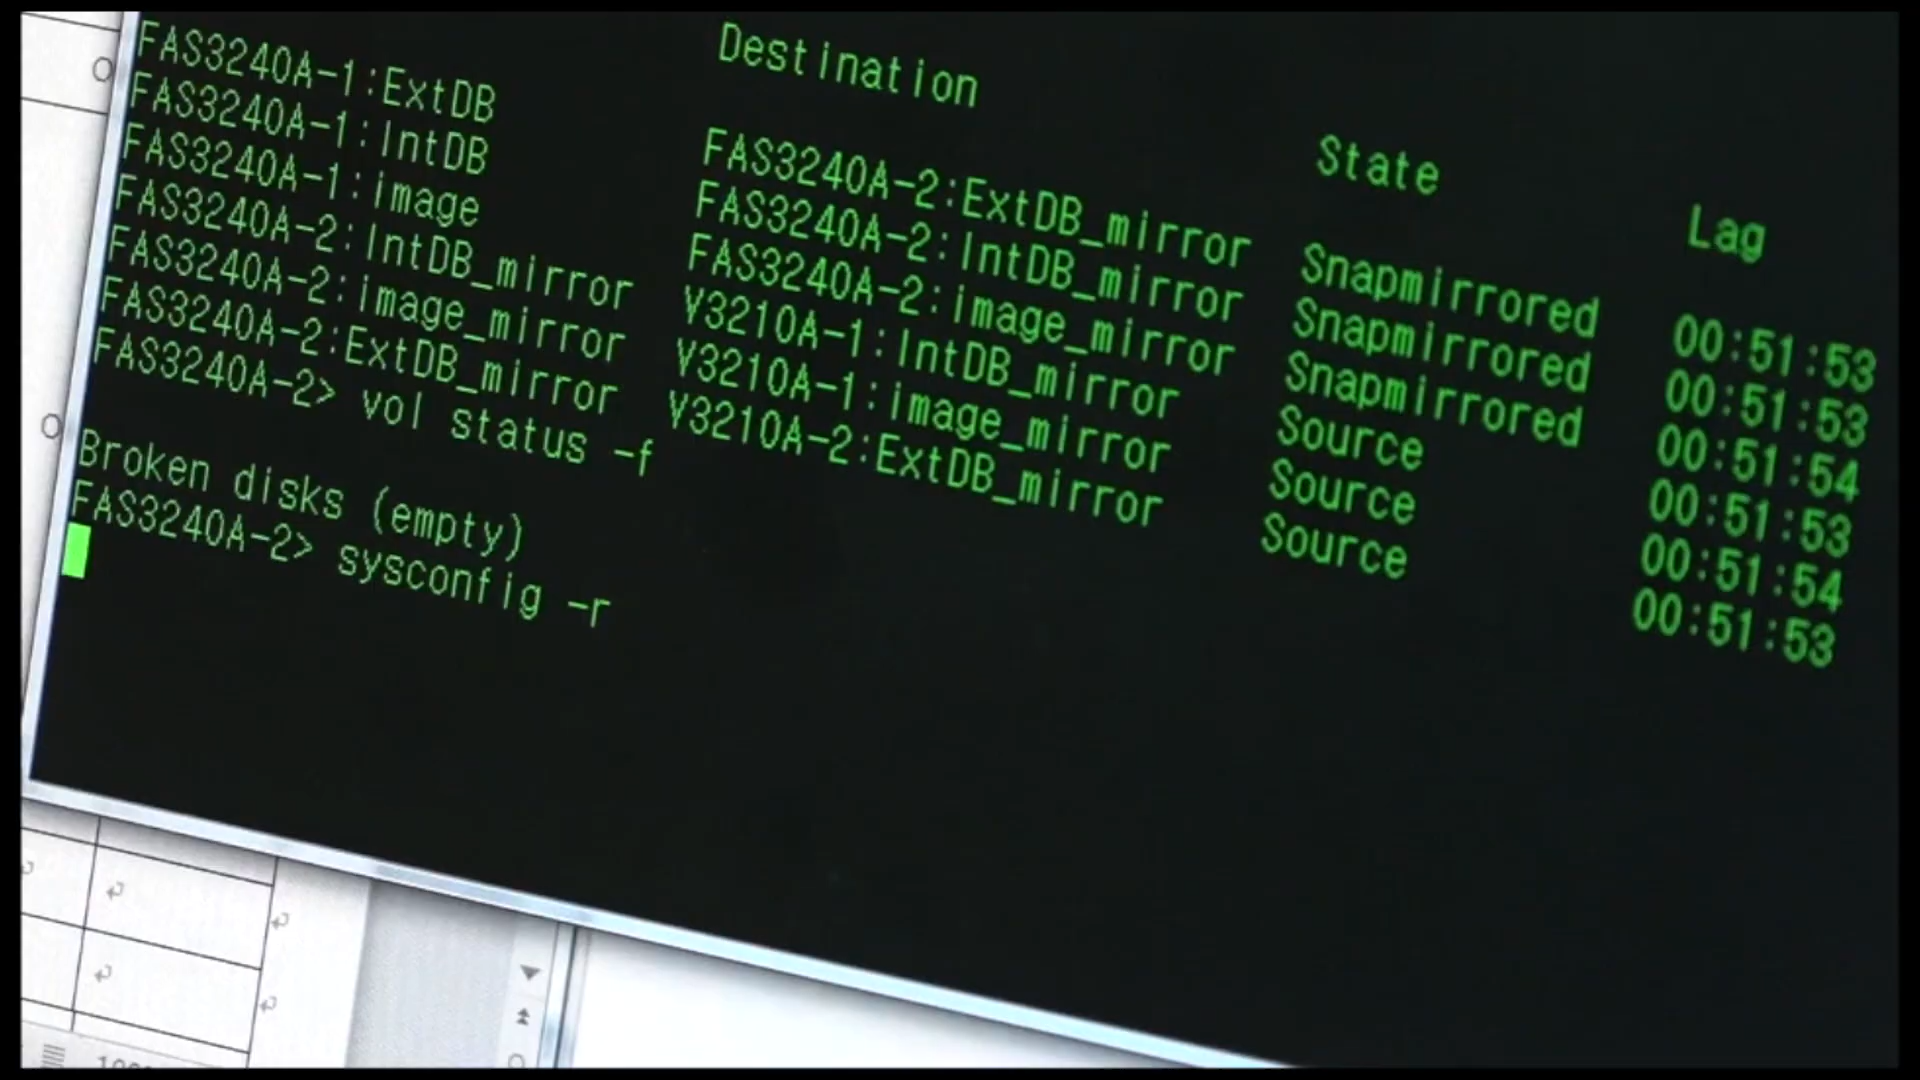 Destination State Lag
FAS3240A-1:ExtDB FAS3240A-2:ExtDB_mirror Snapmirrored 00:51:53
FAS3240A-1:IntDB FAS3240A-2:IntDB_mirror Snapmirrored 00:51:53
FAS3240A-1:image FAS3240A-2:image_mirror Snapmirrored 00:51:54
FAS3240A-2:IntDB_mirror V3210A-1:IntDB_mirror Source 00:51:53
FAS3240A-2:image_mirror V3210A-1:image_mirror Source 00:51:54
FAS3240A-2:ExtDB_mirror V3210A-2:ExtDB_mirror Source 00:51:53
FAS3240A-2> vol status -f
Broken disks (empty)
FAS3240A-2> sysconfig -r